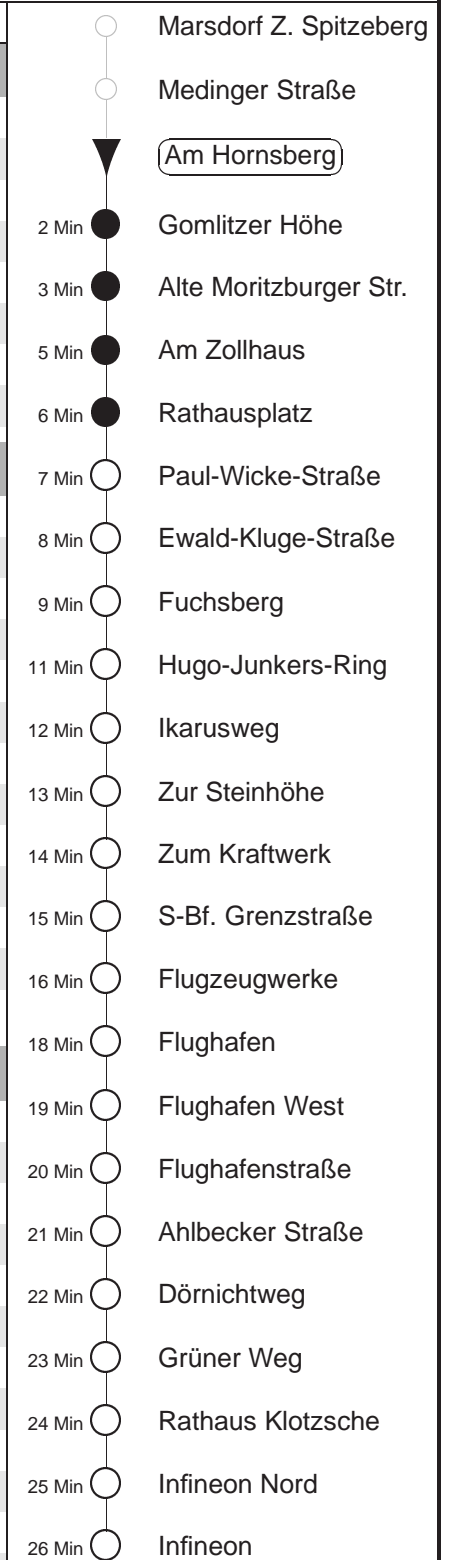 Marsdorf Z. Spitzeberg
Medinger Straße
Am Hornsberg
2 Min Gomlitzer Höhe
3 Min Alte Moritzburger Str.
5 Min Am Zollhaus
6 Min Rathausplatz
7 Min Paul-Wicke-Straße
8 Min Ewald-Kluge-Straße
9 Min Fuchsberg
11 Min Hugo-Junkers-Ring
12 Min Ikarusweg
13 Min Zur Steinhöhe
14 Min Zum Kraftwerk
15 Min S-Bf. Grenzstraße
16 Min Flugzeugwerke
18 Min Flughafen
19 Min Flughafen West
20 Min Flughafenstraße
21 Min Ahlbecker Straße
22 Min Dörnichtweg
23 Min Grüner Weg
24 Min Rathaus Klotzsche
25 Min Infineon Nord
26 Min Infineon